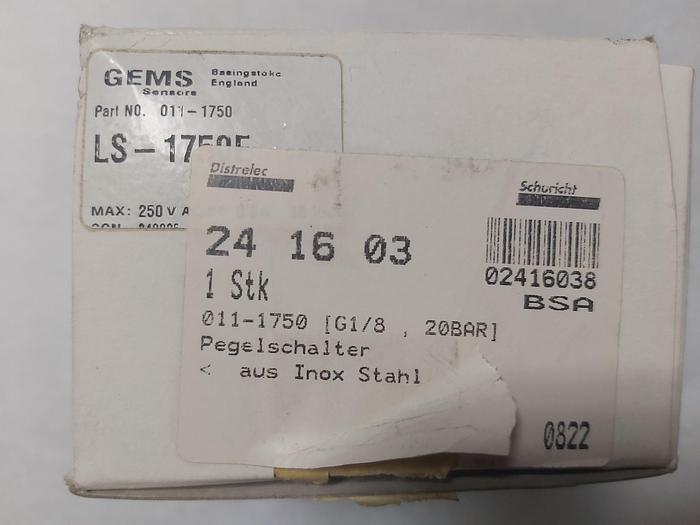 GEMS
Sensors
Basingstoke
England
Part NO. 011-1750
LS-1750E
MAX: 250 V A
Distrelec
Schuricht
24 16 03
1 Stk
02416038
BSA
011-1750 [G1/8 , 20BAR]
Pegelschalter
< aus Inox Stahl
0822